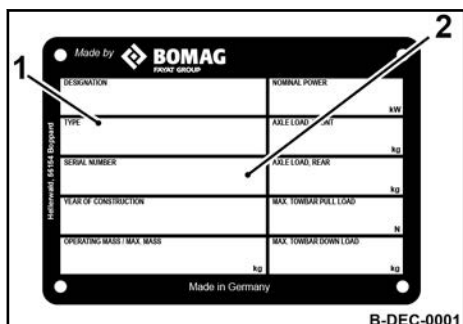 2
1
Made by BOMAG
FAYAT GROUP
DESIGNATION
NOMINAL POWER
kW
TYPE
AXLE LOAD, FRONT
kg
SERIAL NUMBER
AXLE LOAD, REAR
kg
YEAR OF CONSTRUCTION
MAX. TOWBAR PULL LOAD
N
OPERATING MASS / MAX. MASS
kg
MAX. TOWBAR DOWN LOAD
kg
Hellerwald, 56154 Boppard
Made in Germany
B-DEC-0001